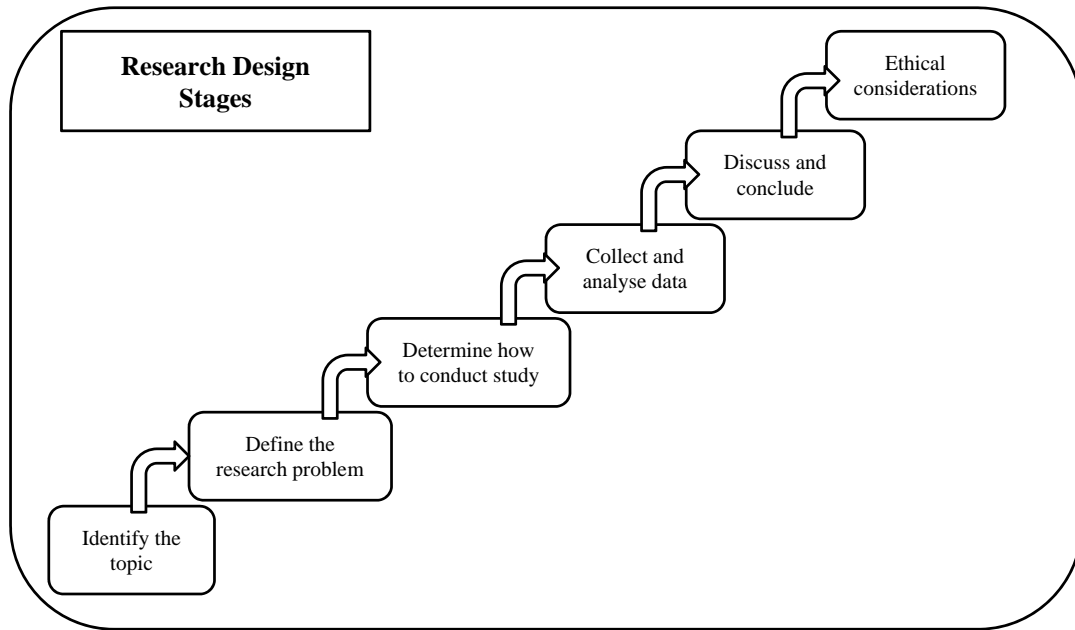 Research Design
Stages
Ethical
considerations
Discuss and
conclude
Collect and
analyse data
Determine how
to conduct study
Define the
research problem
Identify the
topic